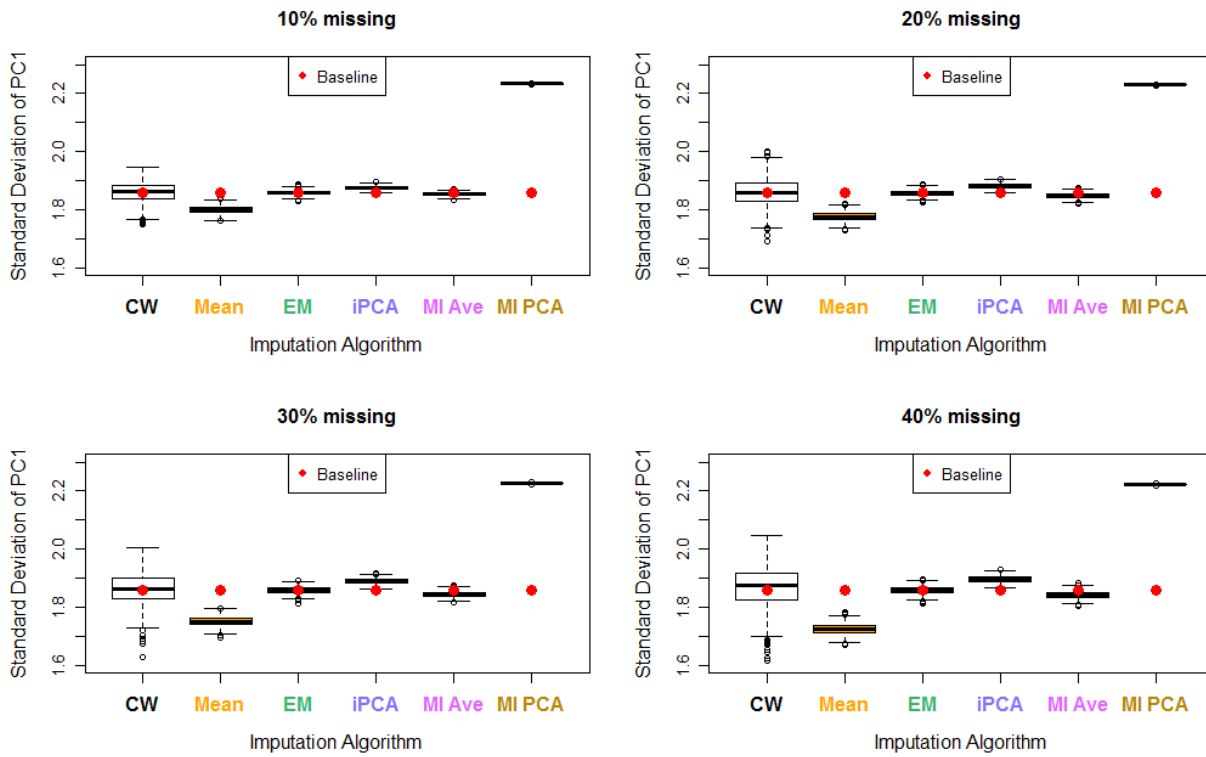 10% missing
Standard Deviation of PC1
2.2
2.0
1.8
1.6
Baseline
CW Mean EM iPCA MI Ave MI PCA
Imputation Algorithm
20% missing
Standard Deviation of PC1
2.2
2.0
1.8
1.6
Baseline
CW Mean EM iPCA MI Ave MI PCA
Imputation Algorithm
30% missing
Standard Deviation of PC1
2.2
2.0
1.8
1.6
Baseline
CW Mean EM iPCA MI Ave MI PCA
Imputation Algorithm
40% missing
Standard Deviation of PC1
2.2
2.0
1.8
1.6
Baseline
CW Mean EM iPCA MI Ave MI PCA
Imputation Algorithm